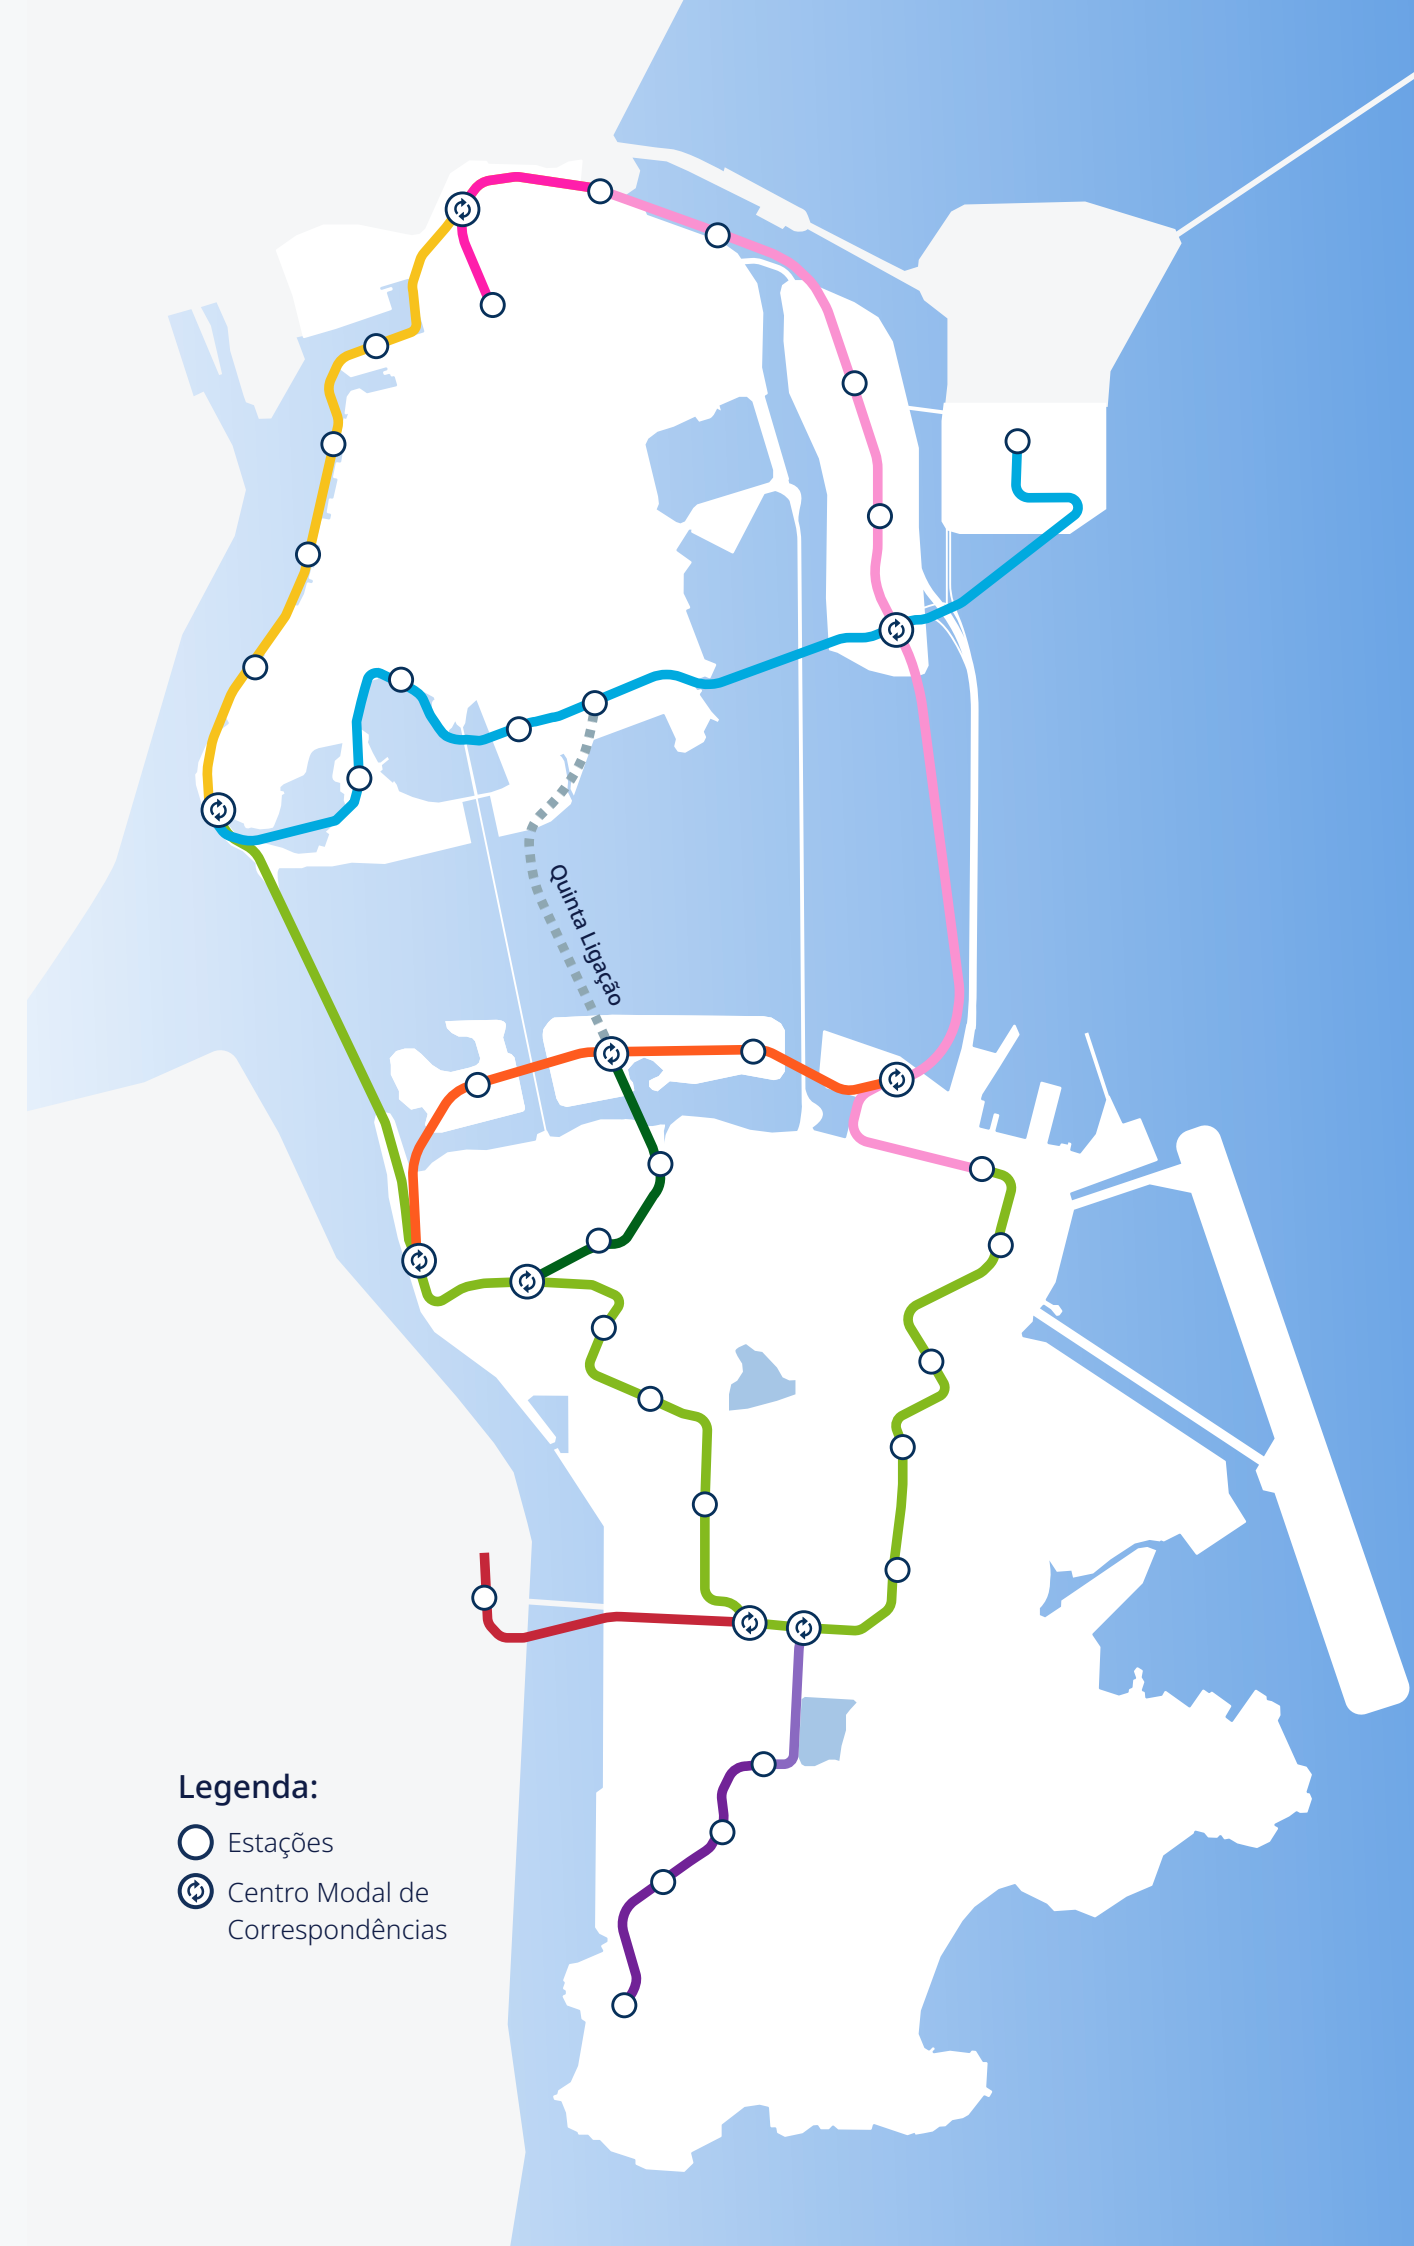 Quinta Ligação
Legenda:
Estações
Centro Modal de
Correspondências